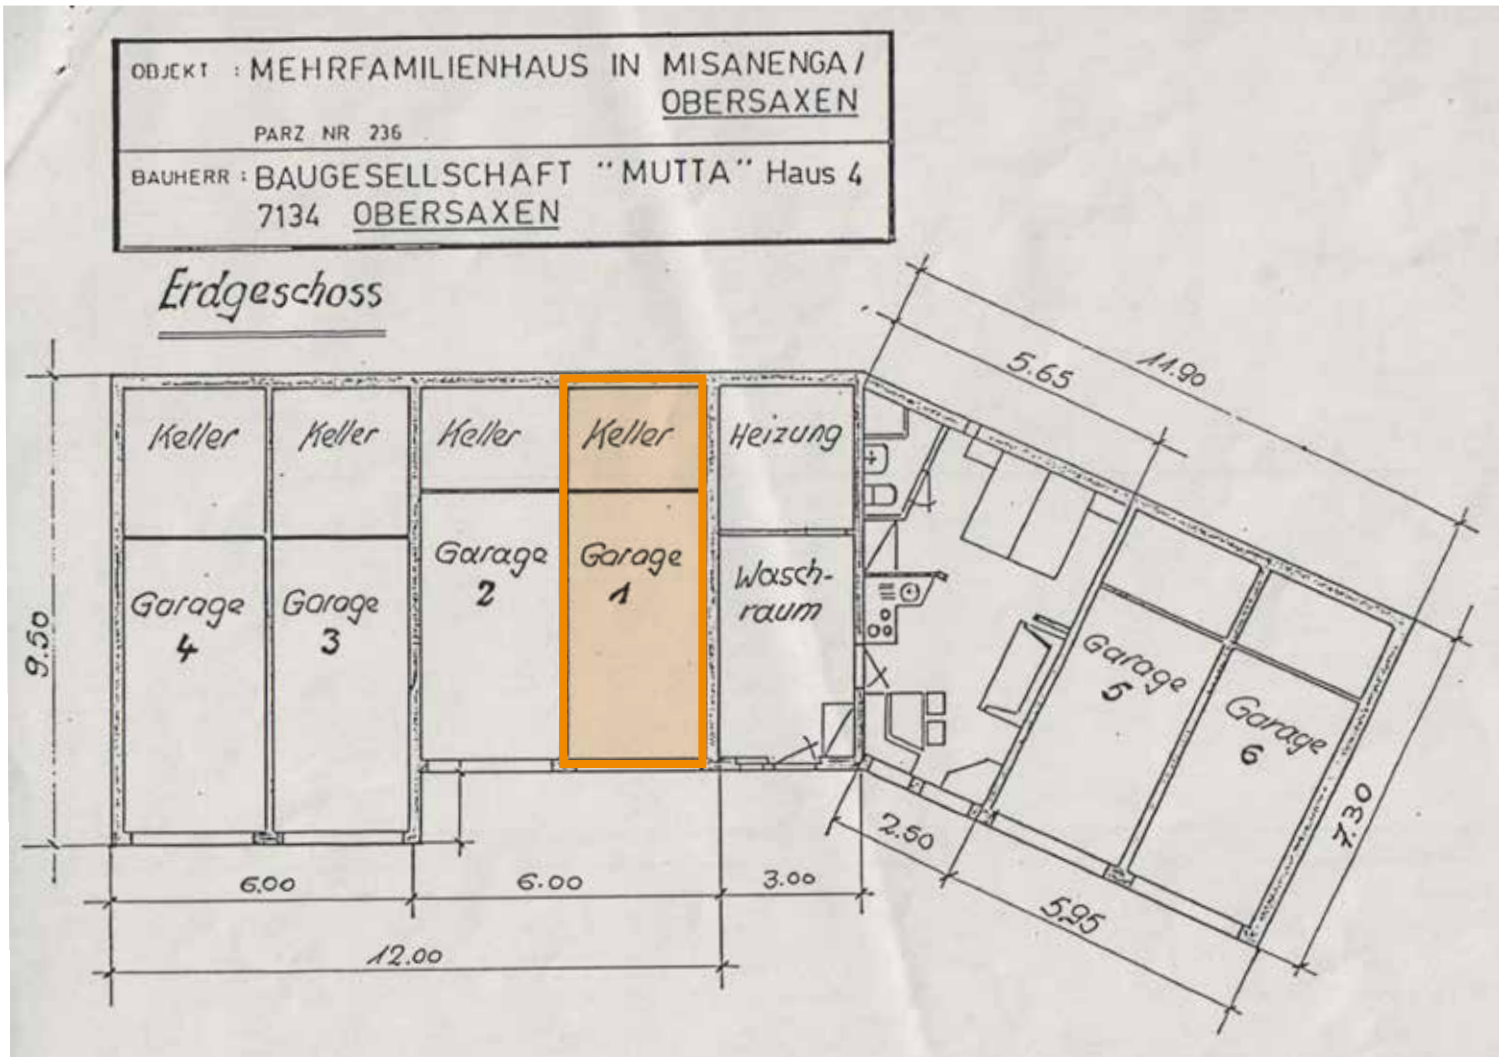 OBJEKT : MEHRFAMILIENHAUS IN MISANENGA/
OBERSAXEN
PARZ NR 236
BAUHERR : BAUGESELLSCHAFT "MUTTA" Haus 4
7134 OBERSAXEN
Erdgeschoss
5.65
11.90
Keller
Keller
Keller
Keller
Heizung
Garage
4
Garage
3
Garage
2
Garage
1
Wasch-
raum
Garage
5
Garage
6
9.50
7.30
2.50
5.95
6.00
6.00
3.00
12.00